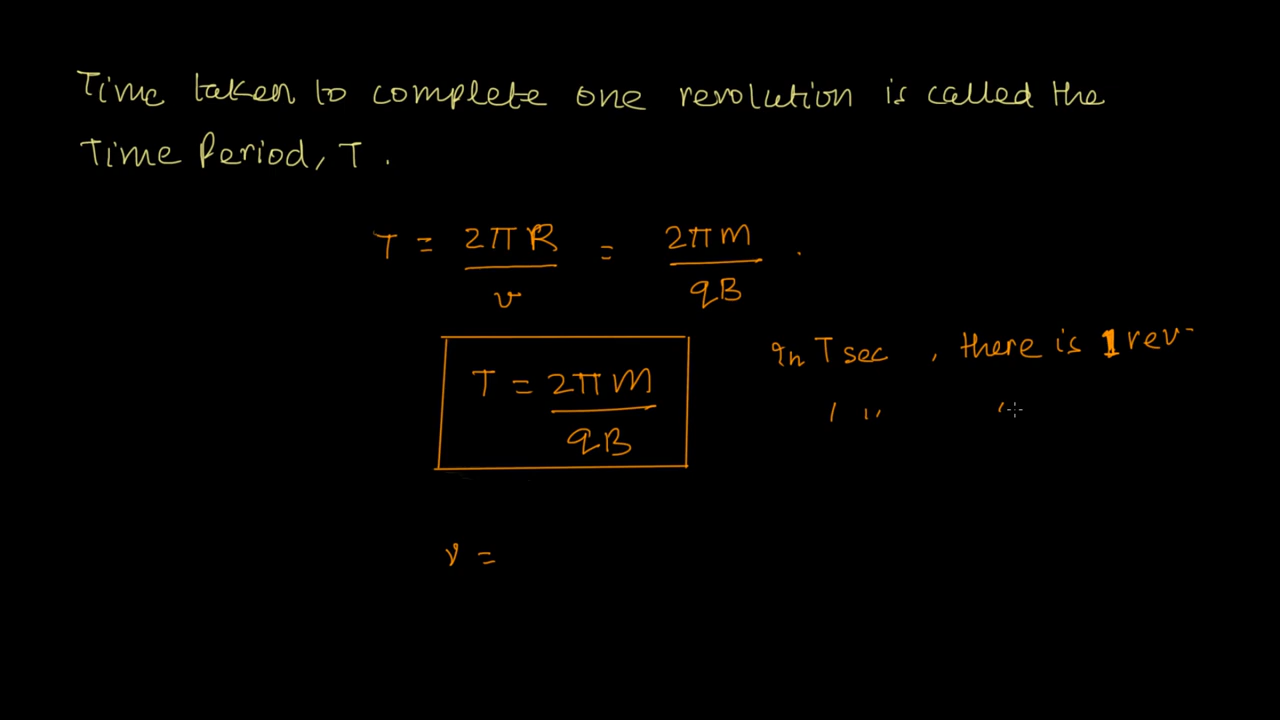 Time taken to complete one revolution is called the
Time Period, T.
T = 2πR/v = 2πm/qB.
T = 2πm/qB
In T sec, there is 1 rev
1 " "
ν =